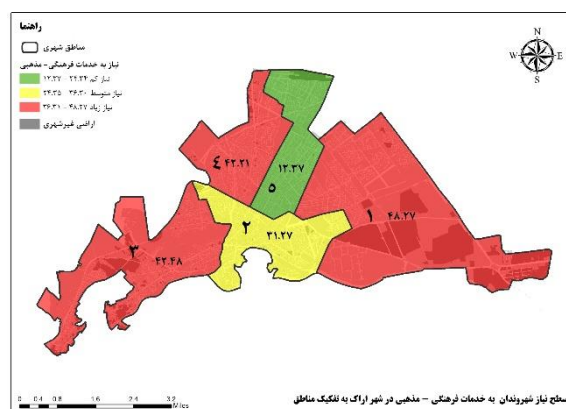 راهنما
مناطق شهری
نیاز به خدمات فرهنگی - مذهبی
نیاز کم ۲۴.۳۴ - ۱۲.۳۷
نیاز متوسط ۳۶.۳۰ - ۲۴.۳۵
نیاز زیاد ۴۸.۲۷ - ۳۶.۳۱
اراضی غیرشهری
N
W E
S
۴ ۴۲.۲۱
۱۲.۳۷
۵
۱
۴۸.۲۷
۲
۳۱.۲۷
۳
۴۲.۴۸
0 0.4 0.8 1.6 2.4 3.2
Miles
سطح نیاز شهروندان به خدمات فرهنگی - مذهبی در شهر اراک به تفکیک مناطق